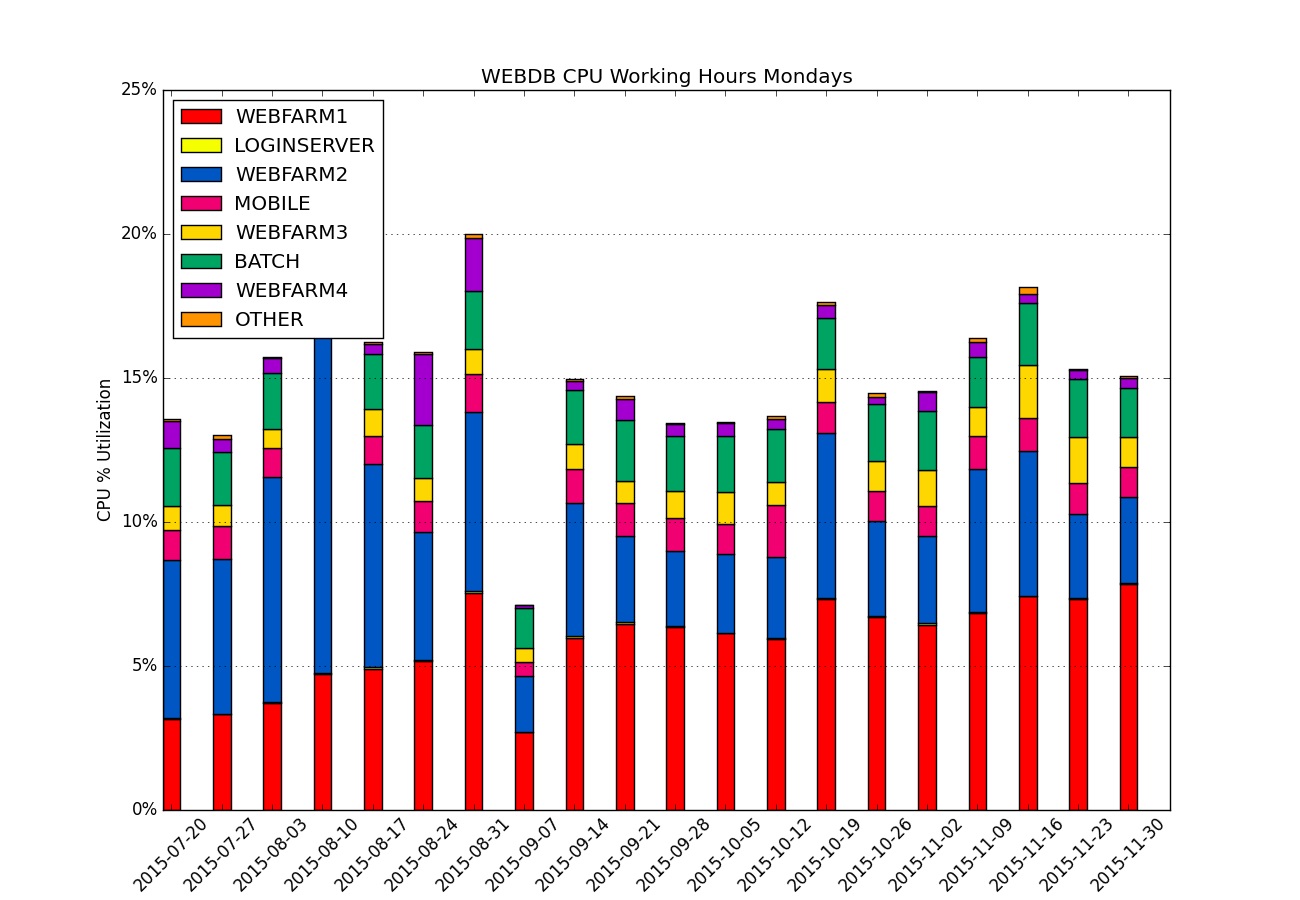 WEBDB CPU Working Hours Mondays
25%
20%
15%
10%
5%
0%
CPU % Utilization
WEBFARM1
LOGINSERVER
WEBFARM2
MOBILE
WEBFARM3
BATCH
WEBFARM4
OTHER
2015-07-20
2015-07-27
2015-08-03
2015-08-10
2015-08-17
2015-08-24
2015-08-31
2015-09-07
2015-09-14
2015-09-21
2015-09-28
2015-10-05
2015-10-12
2015-10-19
2015-10-26
2015-11-02
2015-11-09
2015-11-16
2015-11-23
2015-11-30